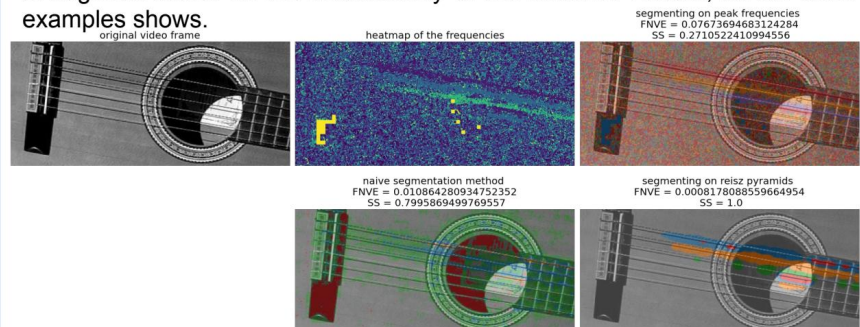 examples shows.
original video frame
heatmap of the frequencies
segmenting on peak frequencies
FNVE = 0.07673694683124284
SS = 0.2710522410994556
naive segmentation method
FNVE = 0.010864280934752352
SS = 0.7995869499769557
segmenting on reisz pyramids
FNVE = 0.0008178088559664954
SS = 1.0